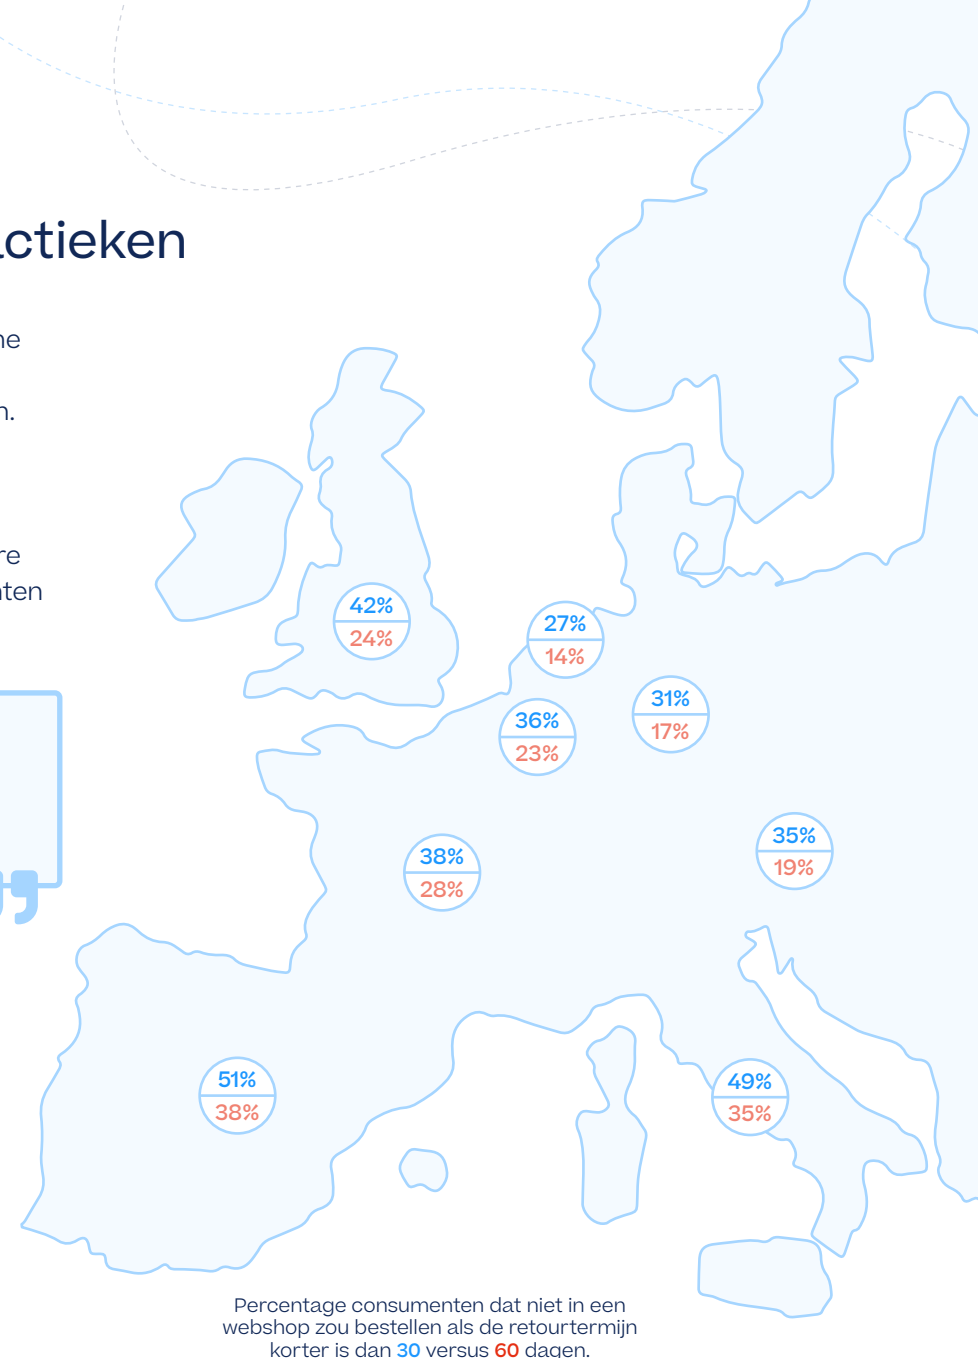 ctieken
ne
n.
re
nten
42%
24%
27%
14%
36%
23%
31%
17%
38%
28%
35%
19%
51%
38%
49%
35%
Percentage consumenten dat niet in een
webshop zou bestellen als de retourtermijn
korter is dan 30 versus 60 dagen.